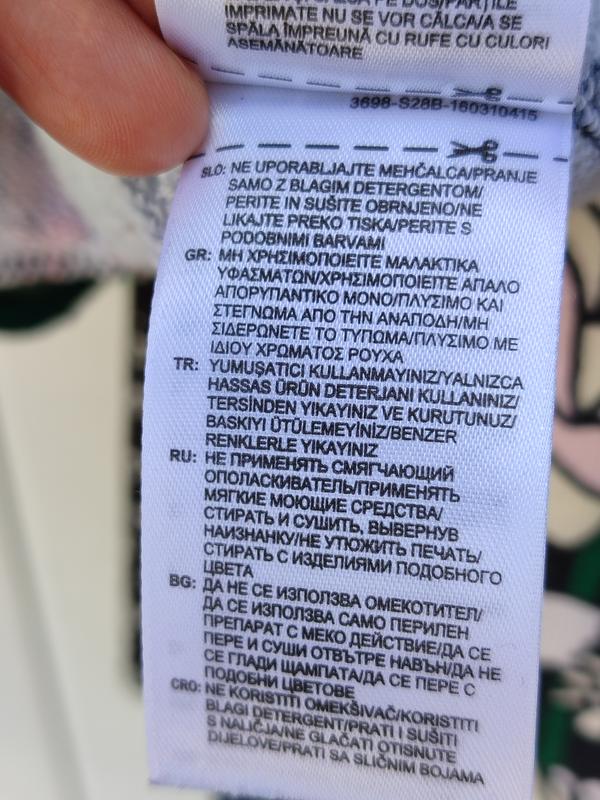 IMPRIMATE NU SE VOR CĂLCA/A SE
SPĂLA ÎMPREUNĂ CU RUFE CU CULORI
ASEMĂNĂTOARE
3698-S28B-160310415
SLO: NE UPORABLJAJTE MEHČALCA/PRANJE
SAMO Z BLAGIM DETERGENTOM/
PERITE IN SUŠITE OBRNJENO/NE
LIKAJTE PREKO TISKA/PERITE S
PODOBNIMI BARVAMI
GR: ΜΗ ΧΡΗΣΙΜΟΠΟΙΕΙΤΕ ΜΑΛΑΚΤΙΚΑ
ΥΦΑΣΜΑΤΩΝ/ΧΡΗΣΙΜΟΠΟΙΕΙΤΕ ΑΠΑΛΟ
ΑΠΟΡΥΠΑΝΤΙΚΟ ΜΟΝΟ/ΠΛΥΣΙΜΟ ΚΑΙ
ΣΤΕΓΝΩΜΑ ΑΠΟ ΤΗΝ ΑΝΑΠΟΔΗ/ΜΗ
ΣΙΔΕΡΩΝΕΤΕ ΤΟ ΤΥΠΩΜΑ/ΠΛΥΣΙΜΟ ΜΕ
ΙΔΙΟΥ ΧΡΩΜΑΤΟΣ ΡΟΥΧΑ
TR: YUMUŞATICI KULLANMAYINIZ/YALNIZCA
HASSAS ÜRÜN DETERJANI KULLANINIZ/
TERSİNDEN YIKAYINIZ VE KURUTUNUZ/
BASKIYI ÜTÜLEMEYİNİZ/BENZER
RENKLERLE YIKAYINIZ
RU: НЕ ПРИМЕНЯТЬ СМЯГЧАЮЩИЙ
ОПОЛАСКИВАТЕЛЬ/ПРИМЕНЯТЬ
МЯГКИЕ МОЮЩИЕ СРЕДСТВА/
СТИРАТЬ И СУШИТЬ, ВЫВЕРНУВ
НАИЗНАНКУ/НЕ УТЮЖИТЬ ПЕЧАТЬ/
СТИРАТЬ С ИЗДЕЛИЯМИ ПОДОБНОГО
ЦВЕТА
BG: ДА НЕ СЕ ИЗПОЛЗВА ОМЕКОТИТЕЛ/
ДА СЕ ИЗПОЛЗВА САМО ПЕРИЛЕН
ПРЕПАРАТ С МЕКО ДЕЙСТВИЕ/ДА СЕ
ПЕРЕ И СУШИ ОТВЪТРЕ НАВЪН/ДА НЕ
СЕ ГЛАДИ ЩАМПАТА/ДА СЕ ПЕРЕ С
ПОДОБНИ ЦВЕТОВЕ
CRO: NE KORISTITI OMEKŠIVAČ/KORISTITI
BLAGI DETERGENT/PRATI I SUŠITI
S NALIČJA/NE GLAČATI OTISNUTE
DIJELOVE/PRATI SA SLIČNIM BOJAMA